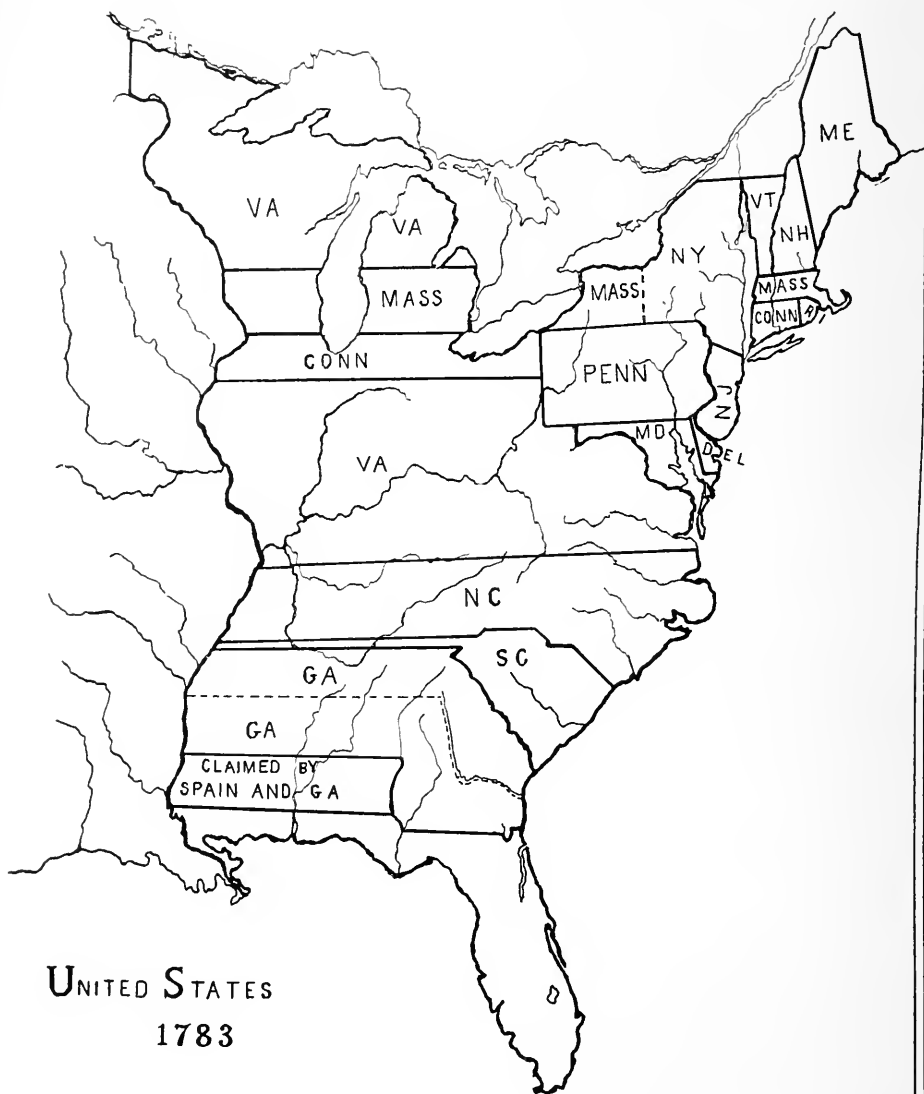 ME
VA
VA
VT
NH
NY
MASS
MASS
MASS
CONN
R I
CONN
PENN
NJ
MD
DEL
VA
NC
SC
GA
GA
CLAIMED BY
SPAIN AND GA
UNITED STATES
1783